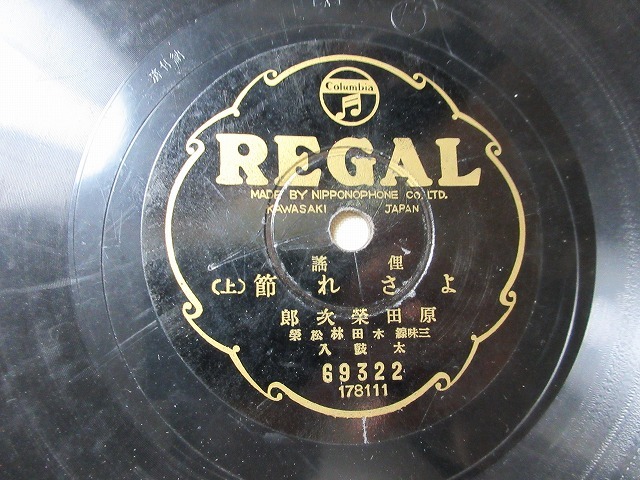 Columbia
REGAL
MADE BY NIPPONOPHONE CO., LTD.
KAWASAKI JAPAN
俚謠
よされ節(上)
原田榮次郎
三味線 木田林松榮
太鼓入
69322
178111